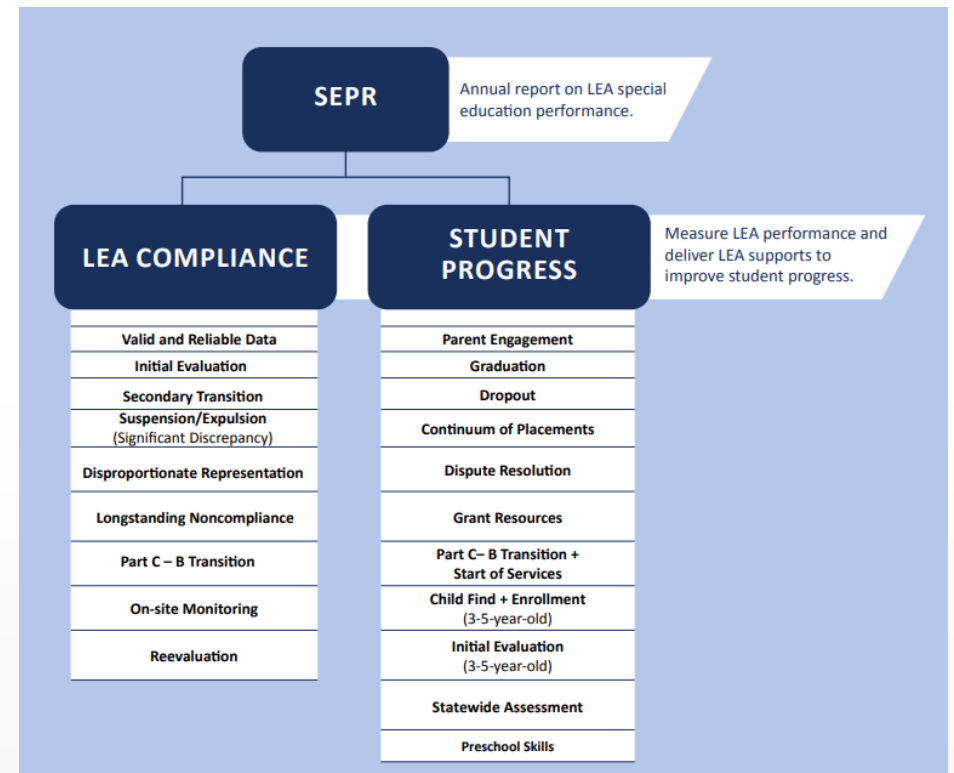 SEPR
Annual report on LEA special
education performance.
LEA COMPLIANCE
STUDENT
PROGRESS
Measure LEA performance and
deliver LEA supports to
improve student progress.
Valid and Reliable Data
Initial Evaluation
Secondary Transition
Suspension/Expulsion
(Significant Discrepancy)
Disproportionate Representation
Longstanding Noncompliance
Part C – B Transition
On-site Monitoring
Reevaluation
Parent Engagement
Graduation
Dropout
Continuum of Placements
Dispute Resolution
Grant Resources
Part C– B Transition +
Start of Services
Child Find + Enrollment
(3-5-year-old)
Initial Evaluation
(3-5-year-old)
Statewide Assessment
Preschool Skills